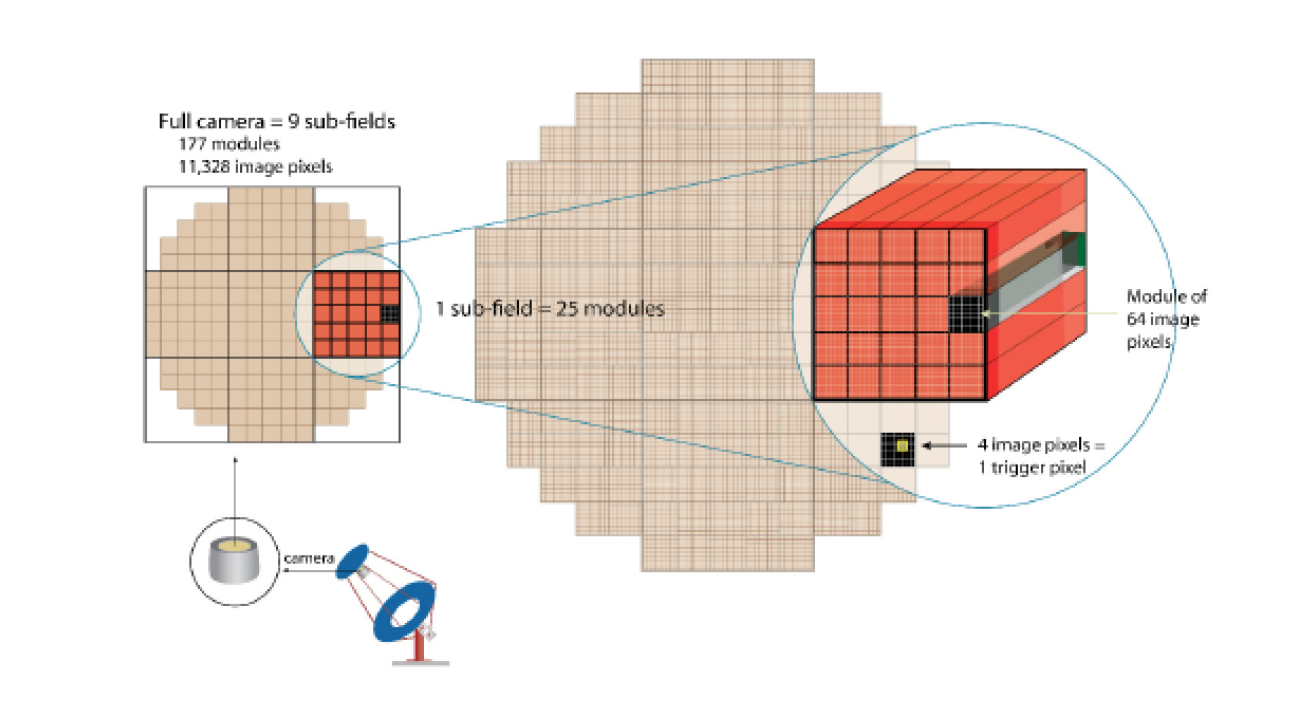 Full camera = 9 sub-fields
177 modules
11,328 image pixels
1 sub-field = 25 modules
Module of
64 image
pixels
4 image pixels =
1 trigger pixel
camera